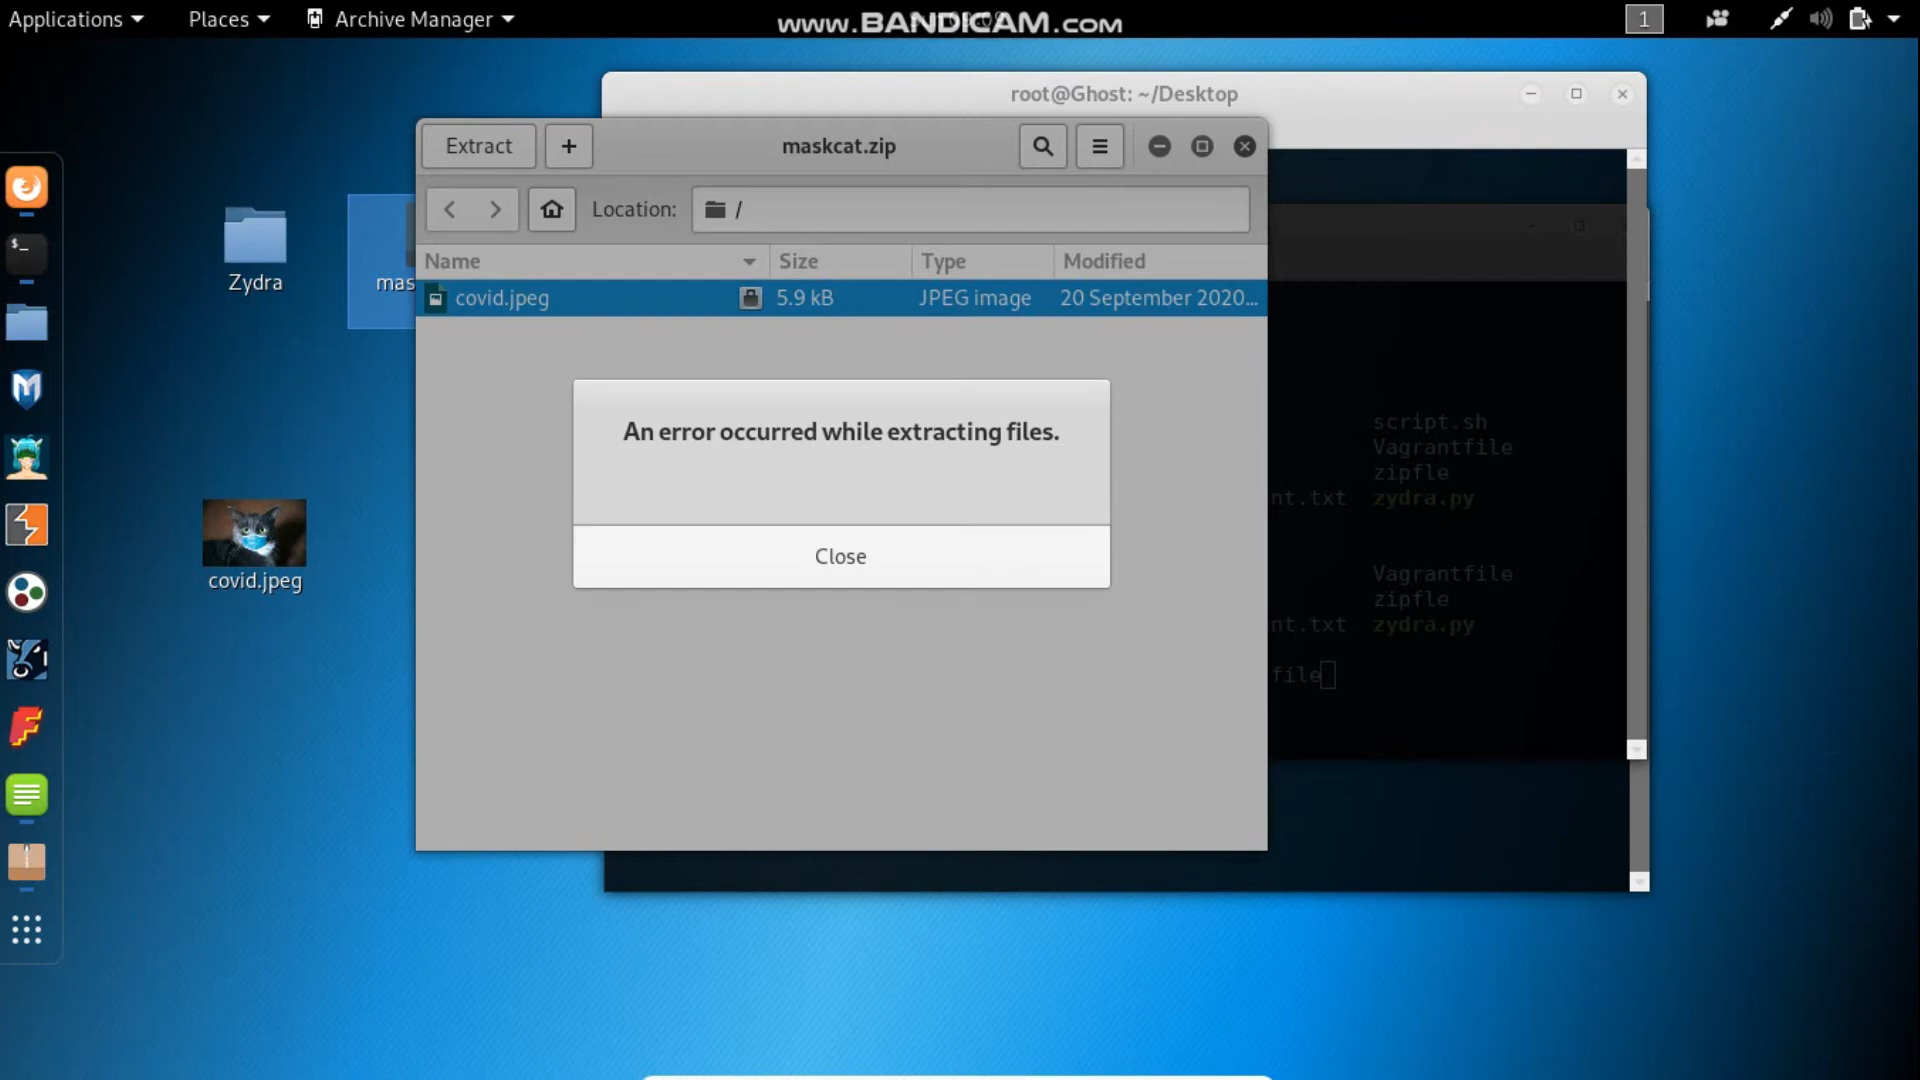 Applications
Places
Archive Manager
www.BANDICAM.com
1
root@Ghost: ~/Desktop
Extract
+
maskcat.zip
Location:
/
Name
Size
Type
Modified
covid.jpeg
5.9 kB
JPEG image
20 September 2020...
Zydra
mas
An error occurred while extracting files.
Close
covid.jpeg
script.sh
Vagrantfile
zipfle
nt.txt zydra.py
Vagrantfile
zipfle
nt.txt zydra.py
file
$_